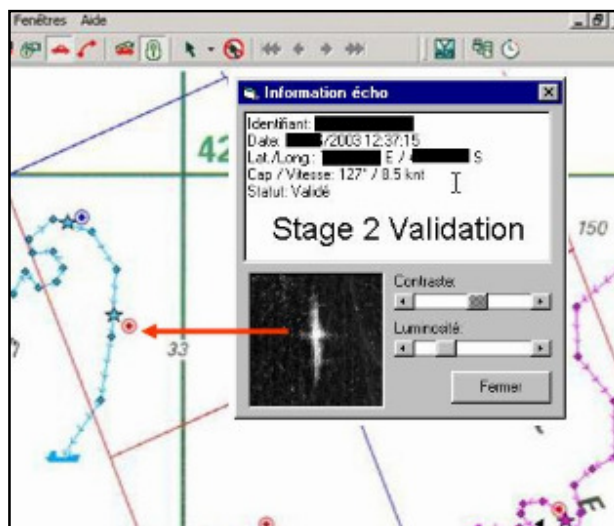 Fenêtres Aide
Information écho
Identifiant:
Date: /2003 12:37:15
Lat./Long.: E / S
Cap / Vitesse: 127° / 8.5 knt
Statut: Validé
Stage 2 Validation
Contraste:
Luminosité:
Fermer
42
150
33
E